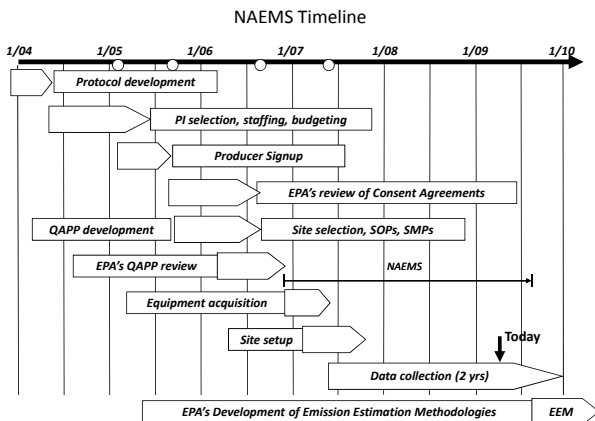 NAEMS Timeline
1/04 1/05 1/06 1/07 1/08 1/09 1/10
Protocol development
PI selection, staffing, budgeting
Producer Signup
EPA's review of Consent Agreements
QAPP development
Site selection, SOPs, SMPs
EPA's QAPP review
NAEMS
Equipment acquisition
Site setup
Today
Data collection (2 yrs)
EPA's Development of Emission Estimation Methodologies
EEM